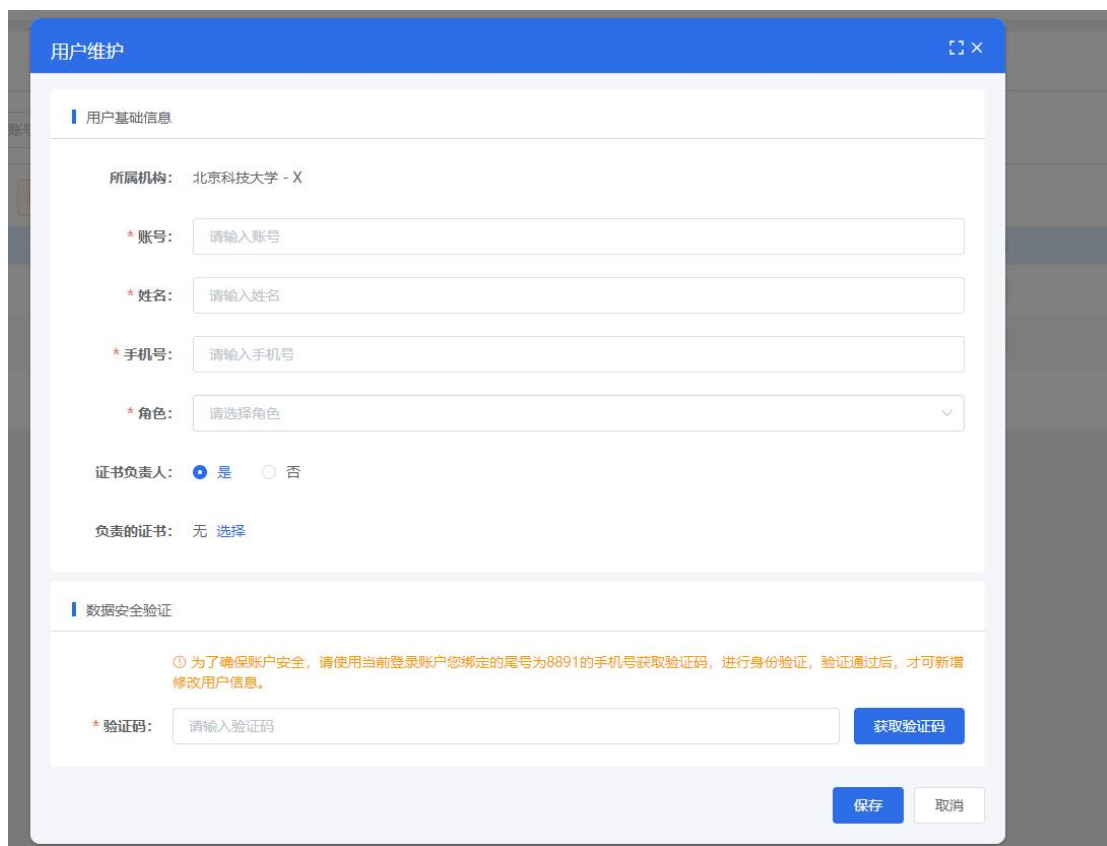 用户维护
用户基础信息
账号
所属机构： 北京科技大学 - X
* 账号： 请输入账号
* 姓名： 请输入姓名
* 手机号： 请输入手机号
* 角色： 请选择角色
证书负责人： 是 否
负责的证书： 无 选择
数据安全验证
为了确保账户安全，请使用当前登录账户您绑定的尾号为8891的手机号获取验证码，进行身份验证，验证通过后，才可新增
修改用户信息。
* 验证码： 请输入验证码 获取验证码
保存 取消